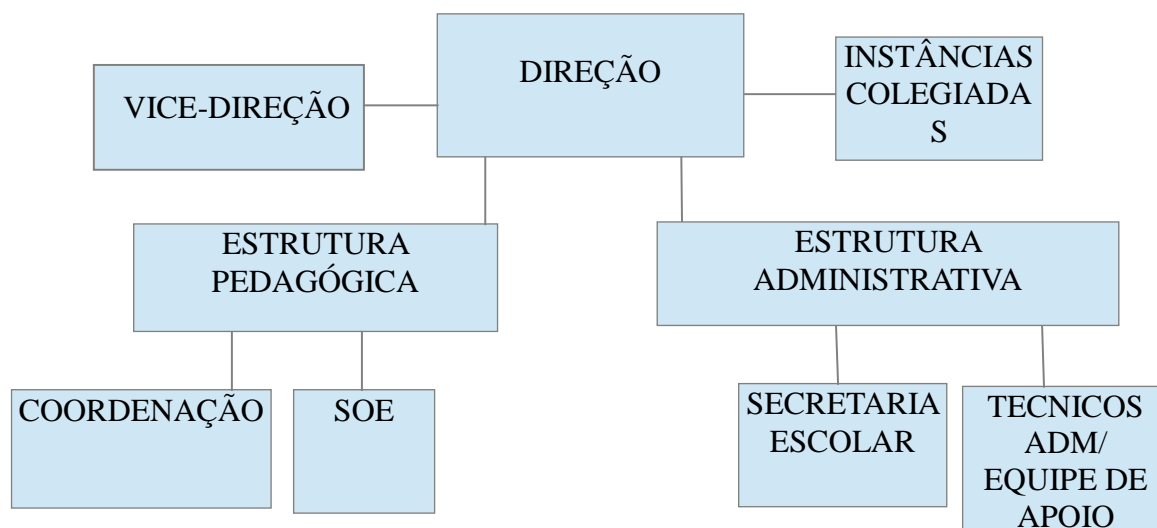 DIREÇÃO
VICE-DIREÇÃO
INSTÂNCIAS
COLEGIADA
S
ESTRUTURA
PEDAGÓGICA
ESTRUTURA
ADMINISTRATIVA
COORDENAÇÃO
SOE
SECRETARIA
ESCOLAR
TECNICOS
ADM/
EQUIPE DE
APOIO